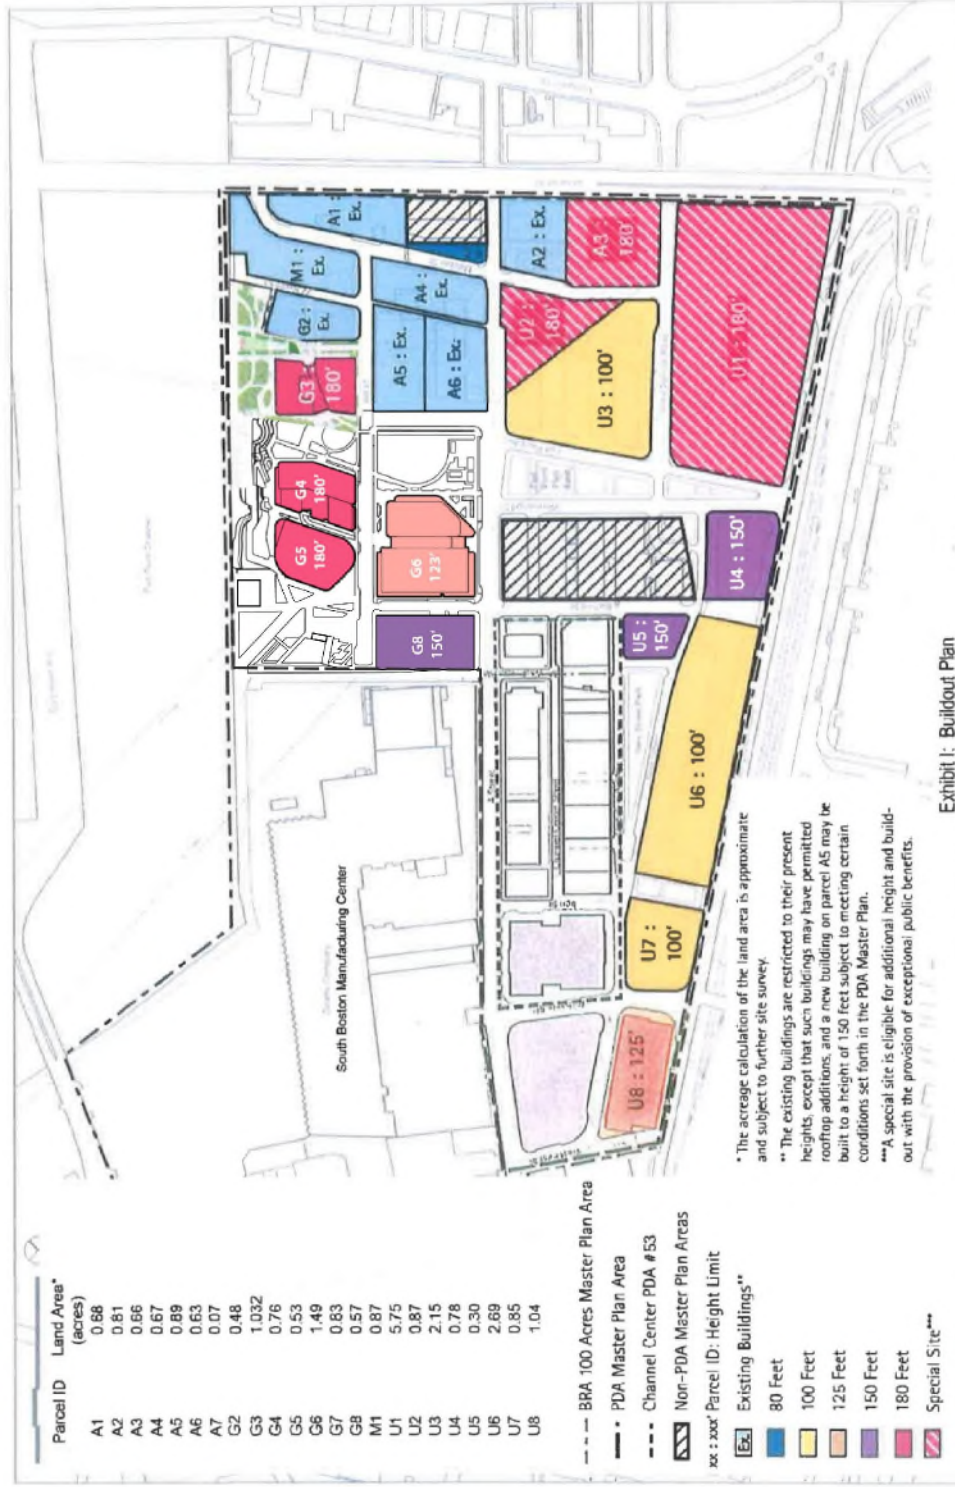 Parcel ID Land Area*
(acres)
A1 0.68
A2 0.81
A3 0.66
A4 0.67
A5 0.89
A6 0.63
A7 0.07
G2 0.48
G3 1.032
G4 0.76
G5 0.53
G6 1.49
G7 0.83
G8 0.57
M1 0.87
U1 5.75
U2 0.87
U3 2.15
U4 0.78
U5 0.30
U6 2.69
U7 0.85
U8 1.04
BRA 100 Acres Master Plan Area
PDA Master Plan Area
Channel Center PDA #53
Non-PDA Master Plan Areas
xx : xxx' Parcel ID: Height Limit
Ex. Existing Buildings**
80 Feet
100 Feet
125 Feet
150 Feet
180 Feet
Special Site***
South Boston Manufacturing Center
G5
180'
G4
180'
G3
180'
G2 :
Ex.
M1 :
Ex.
A1 :
Ex.
G8
150'
G6
123'
A5 : Ex.
A6 : Ex.
A4 :
Ex.
A2 : Ex.
A3 :
180'
U2 :
180'
U3 : 100'
U1 : 180'
U4 : 150'
U5 :
150'
U6 : 100'
U7 :
100'
U8 : 125'
* The acreage calculation of the land area is approximate
and subject to further site survey.
** The existing buildings are restricted to their present
heights, except that such buildings may have permitted
rooftop additions, and a new building on parcel A5 may be
built to a height of 150 feet subject to meeting certain
conditions set forth in the PDA Master Plan.
***A special site is eligible for additional height and build-
out with the provision of exceptional public benefits.
Exhibit I: Buildout Plan